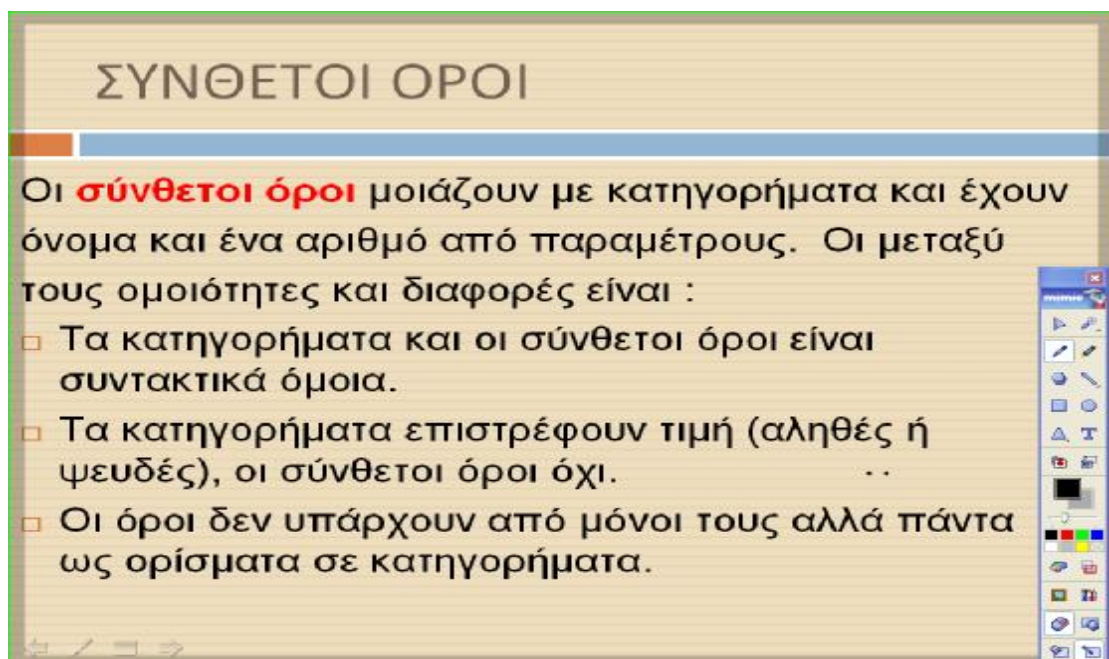 ΣΥΝΘΕΤΟΙ ΟΡΟΙ
Οι σύνθετοι όροι μοιάζουν με κατηγορήματα και έχουν
όνομα και ένα αριθμό από παραμέτρους. Οι μεταξύ
τους ομοιότητες και διαφορές είναι :
Τα κατηγορήματα και οι σύνθετοι όροι είναι
συντακτικά όμοια.
Τα κατηγορήματα επιστρέφουν τιμή (αληθές ή
ψευδές), οι σύνθετοι όροι όχι.
Οι όροι δεν υπάρχουν από μόνοι τους αλλά πάντα
ως ορίσματα σε κατηγορήματα.
mimio